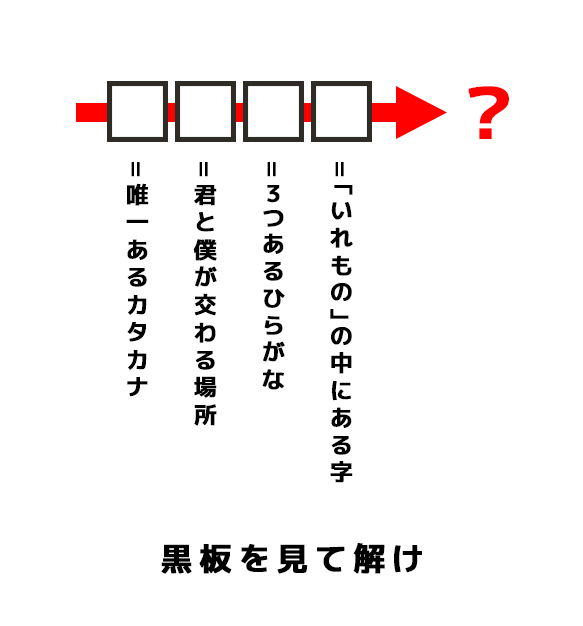 ?
=唯一あるカタカナ
=君と僕が交わる場所
=3つあるひらがな
=「いれもの」の中にある字
黒板を見て解け